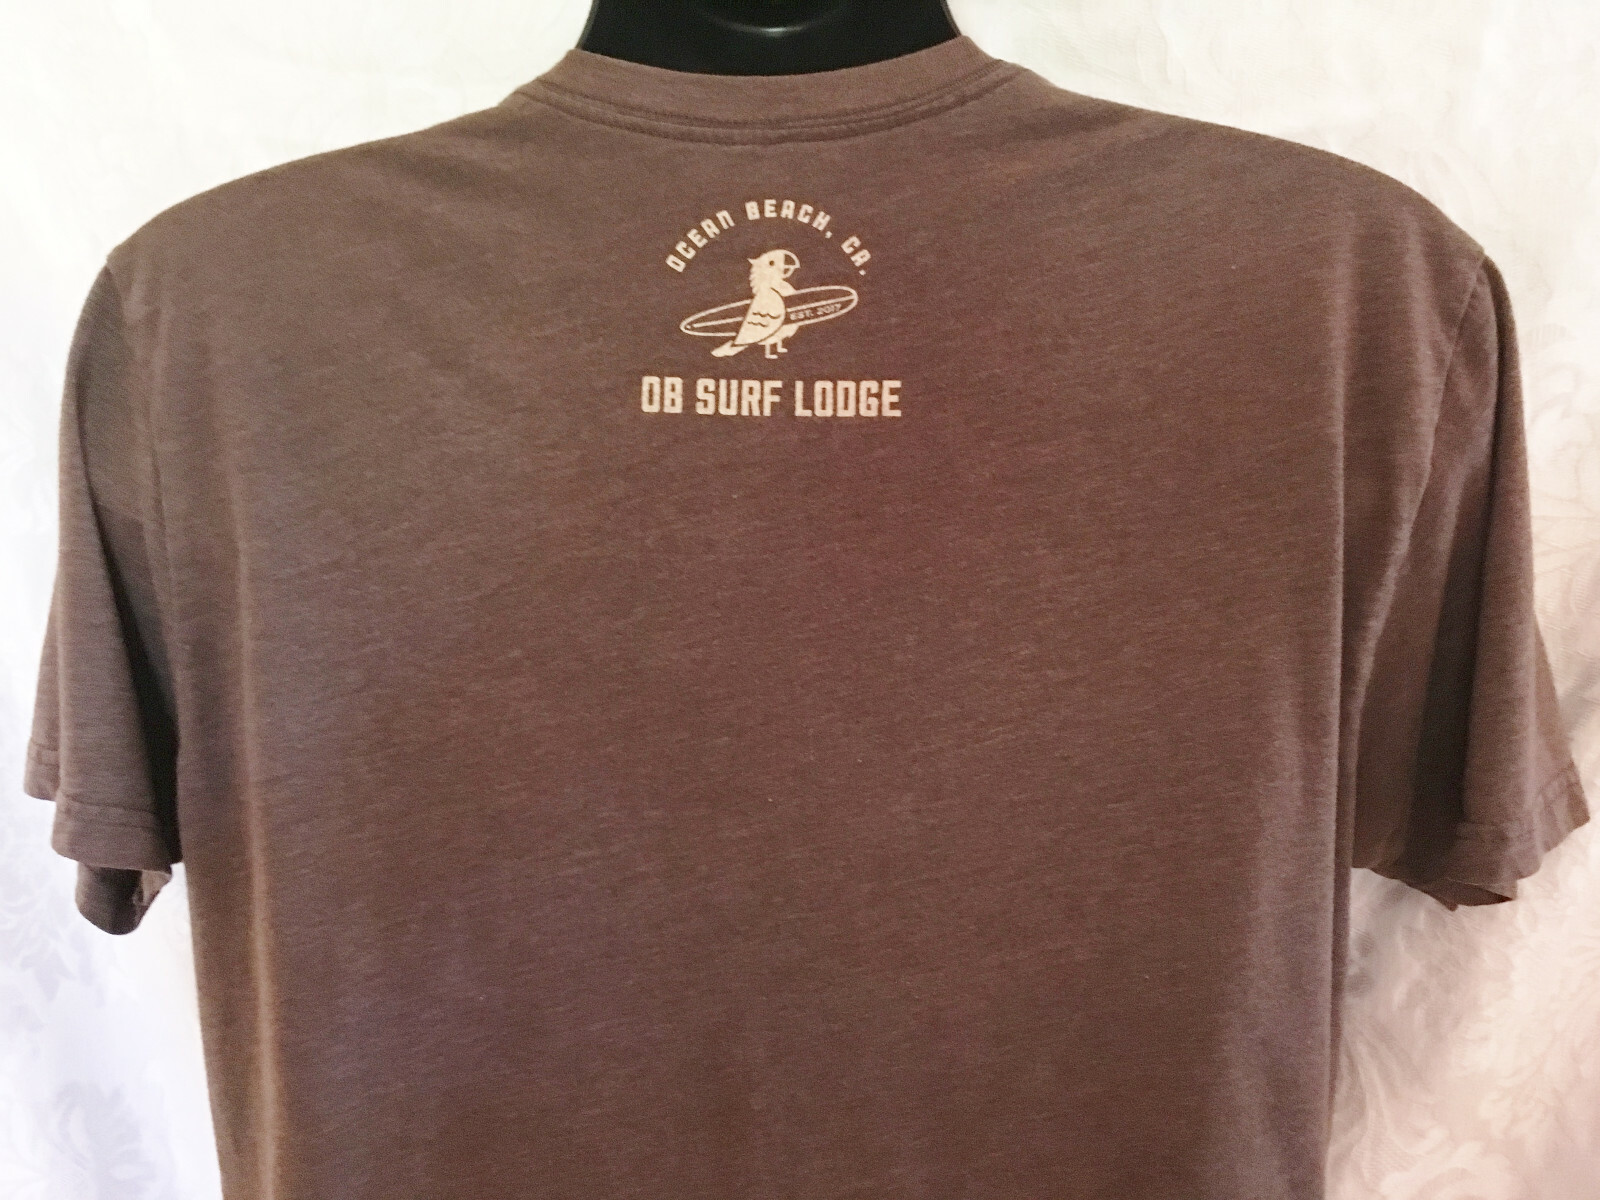 OCEAN BEACH, CA.
EST. 2017
OB SURF LODGE